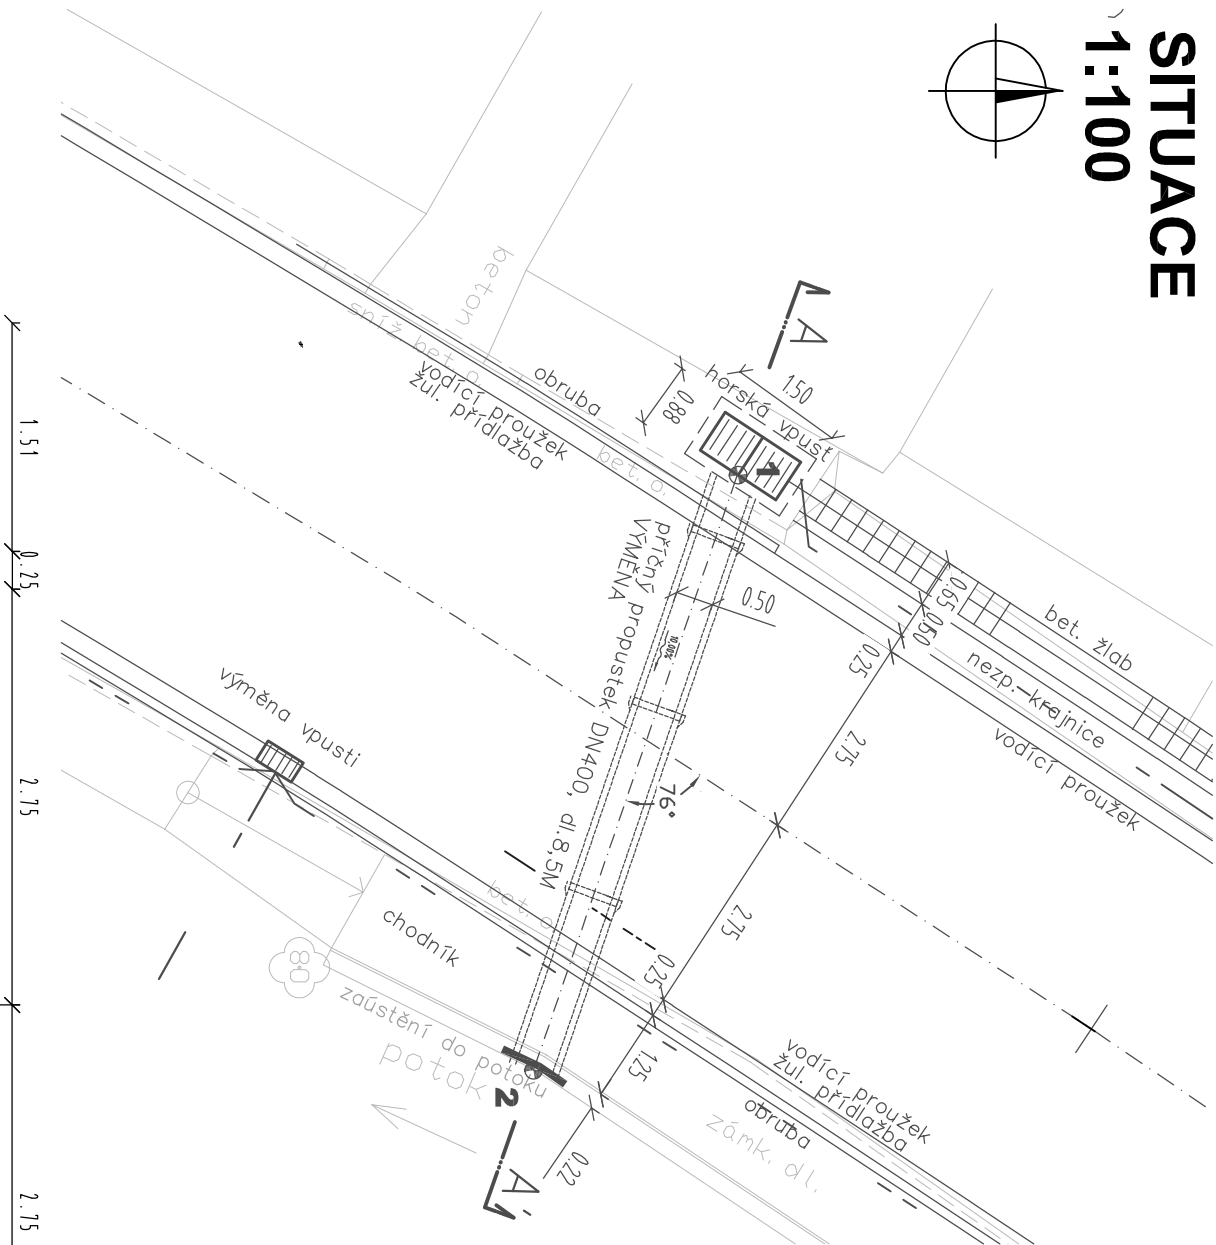 SITUACE
1:100
beton
sníž. bet. o.
vodící proužek
žul. přídlažba
obruba
bet. o.
0.88
horská vpusť
1.50
A
1
příčný propustek DN400, dl.8,5M
VÝMĚNA
0.50
10.00%
76°
0.65
0.50
0.25
2.75
2.75
0.25
1.25
0.22
bet. žlab
nezp. krajnice
vodící proužek
výměna vpusti
bet. o.
chodník
zaústění do potoku
potok
2
A'
vodící proužek
žul. přídlažba
obruba
zámk. dl.
1.51
0.25
2.75
2.75